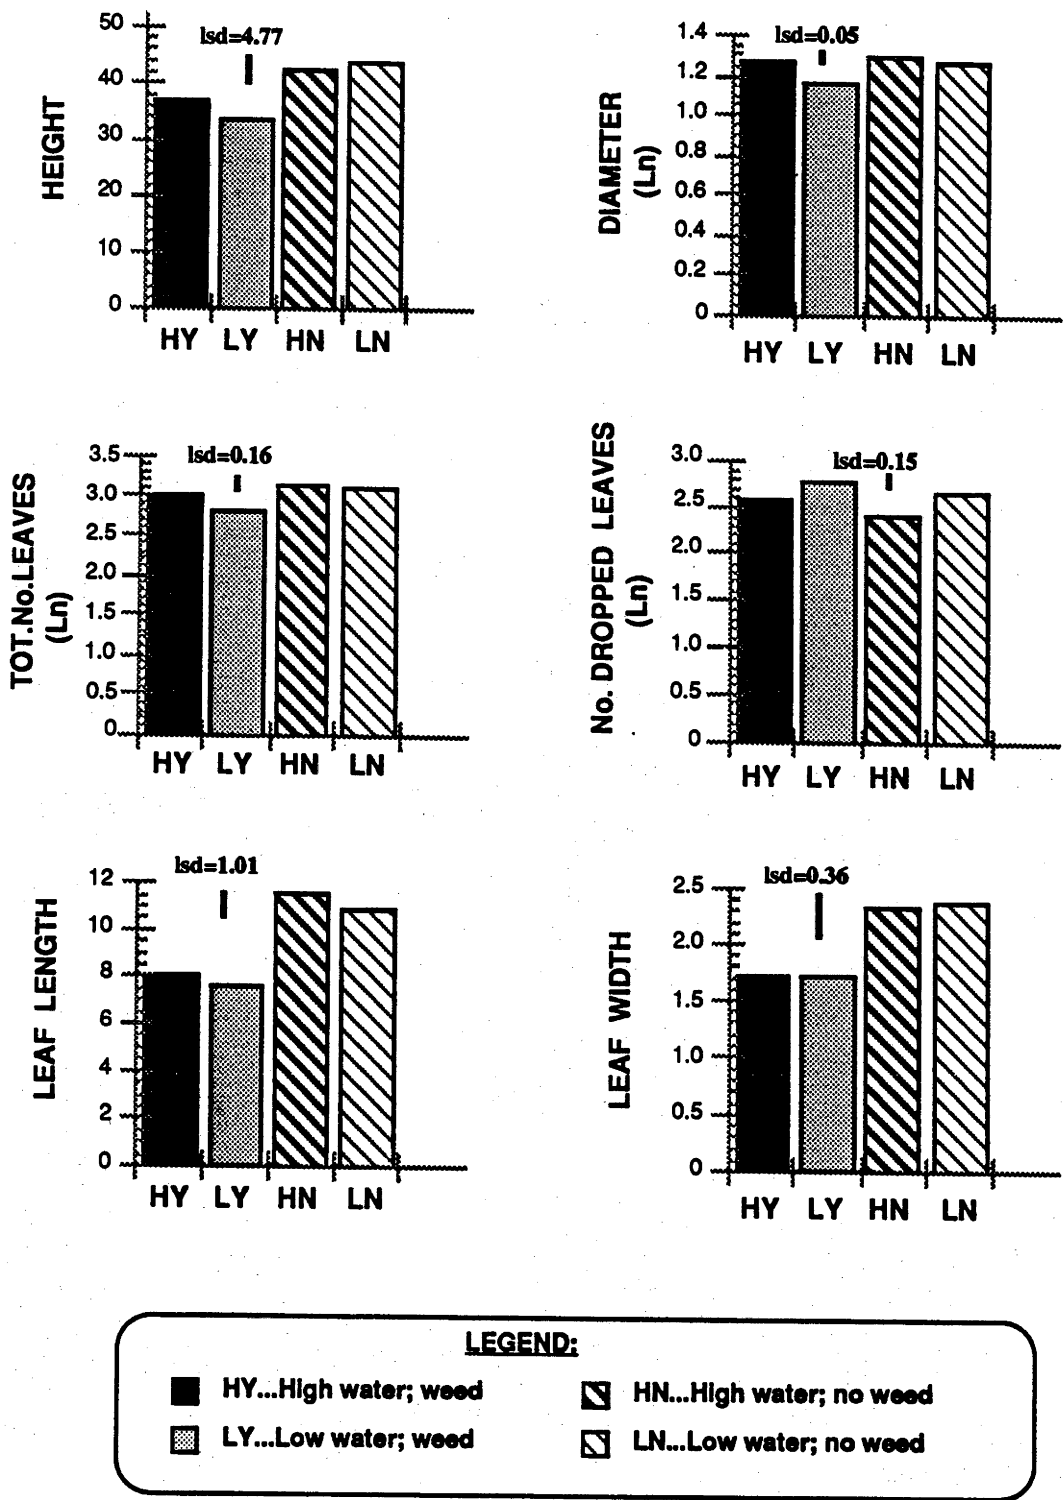 HEIGHT
lsd=4.77
50
40
30
20
10
0
HY LY HN LN
DIAMETER
(Ln)
lsd=0.05
1.4
1.2
1.0
0.8
0.6
0.4
0.2
0
HY LY HN LN
TOT.No.LEAVES
(Ln)
lsd=0.16
3.5
3.0
2.5
2.0
1.5
1.0
0.5
0
HY LY HN LN
No. DROPPED LEAVES
(Ln)
lsd=0.15
3.0
2.5
2.0
1.5
1.0
0.5
0
HY LY HN LN
LEAF LENGTH
lsd=1.01
12
10
8
6
4
2
0
HY LY HN LN
LEAF WIDTH
lsd=0.36
2.5
2.0
1.5
1.0
0.5
0
HY LY HN LN
LEGEND:
HY...High water; weed
HN...High water; no weed
LY...Low water; weed
LN...Low water; no weed